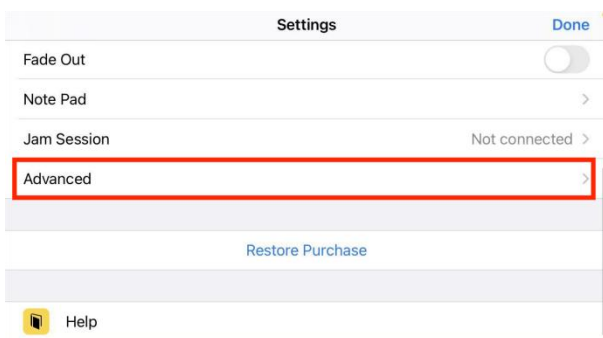 Settings Done
Fade Out
Note Pad
Jam Session Not connected
Advanced
Restore Purchase
Help